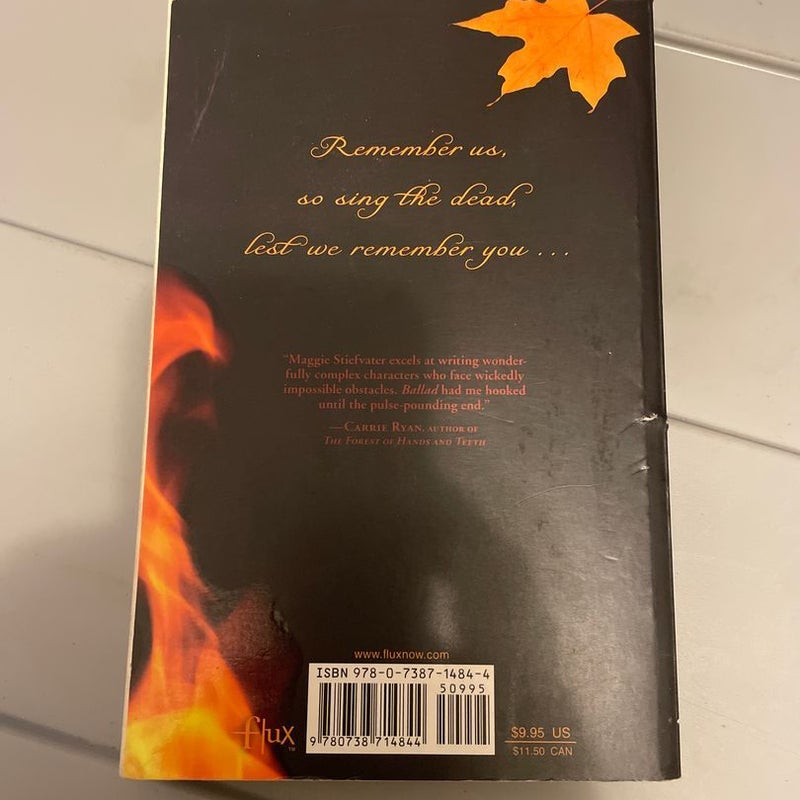 Remember us,
so sing the dead,
lest we remember you . . .
"Maggie Stiefvater excels at writing wonder-
fully complex characters who face wickedly
impossible obstacles. Ballad had me hooked
until the pulse-pounding end."
—CARRIE RYAN, AUTHOR OF
THE FOREST OF HANDS AND TEETH
www.fluxnow.com
ISBN 978-0-7387-1484-4
50995
9 780738 714844
flux™
$9.95 US
$11.50 CAN